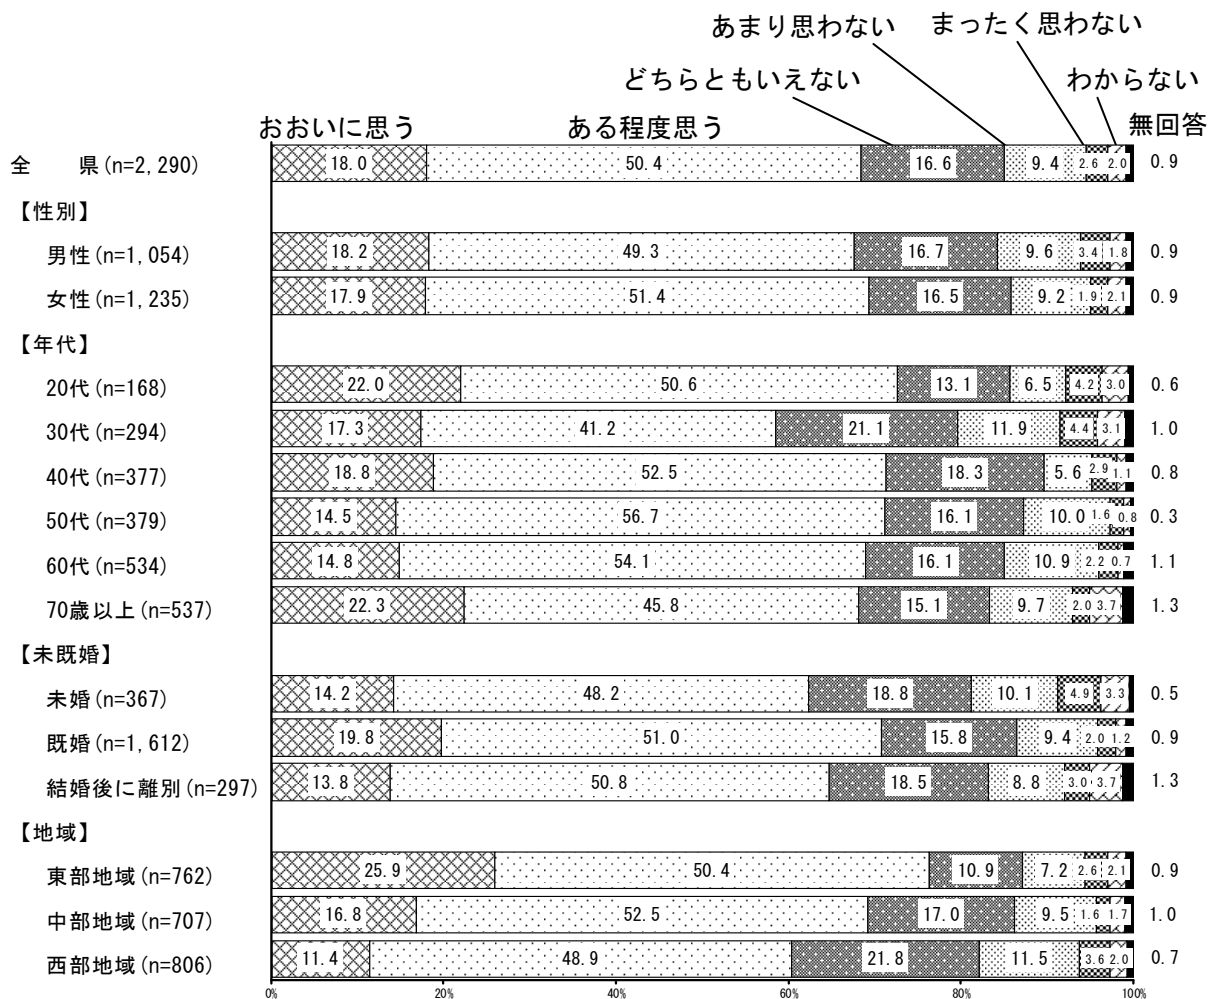 あまり思わない まったく思わない
どちらともいえない わからない
おおいに思う ある程度思う 無回答
全 県(n=2,290) 18.0 50.4 16.6 9.4 2.6 2.0 0.9
【性別】
男性(n=1,054) 18.2 49.3 16.7 9.6 3.4 1.8 0.9
女性(n=1,235) 17.9 51.4 16.5 9.2 1.9 2.1 0.9
【年代】
20代(n=168) 22.0 50.6 13.1 6.5 4.2 3.0 0.6
30代(n=294) 17.3 41.2 21.1 11.9 4.4 3.1 1.0
40代(n=377) 18.8 52.5 18.3 5.6 2.9 1.1 0.8
50代(n=379) 14.5 56.7 16.1 10.0 1.6 0.8 0.3
60代(n=534) 14.8 54.1 16.1 10.9 2.2 0.7 1.1
70歳以上(n=537) 22.3 45.8 15.1 9.7 2.0 3.7 1.3
【未既婚】
未婚(n=367) 14.2 48.2 18.8 10.1 4.9 3.3 0.5
既婚(n=1,612) 19.8 51.0 15.8 9.4 2.0 1.2 0.9
結婚後に離別(n=297) 13.8 50.8 18.5 8.8 3.0 3.7 1.3
【地域】
東部地域(n=762) 25.9 50.4 10.9 7.2 2.6 2.1 0.9
中部地域(n=707) 16.8 52.5 17.0 9.5 1.6 1.7 1.0
西部地域(n=806) 11.4 48.9 21.8 11.5 3.6 2.0 0.7
0% 20% 40% 60% 80% 100%